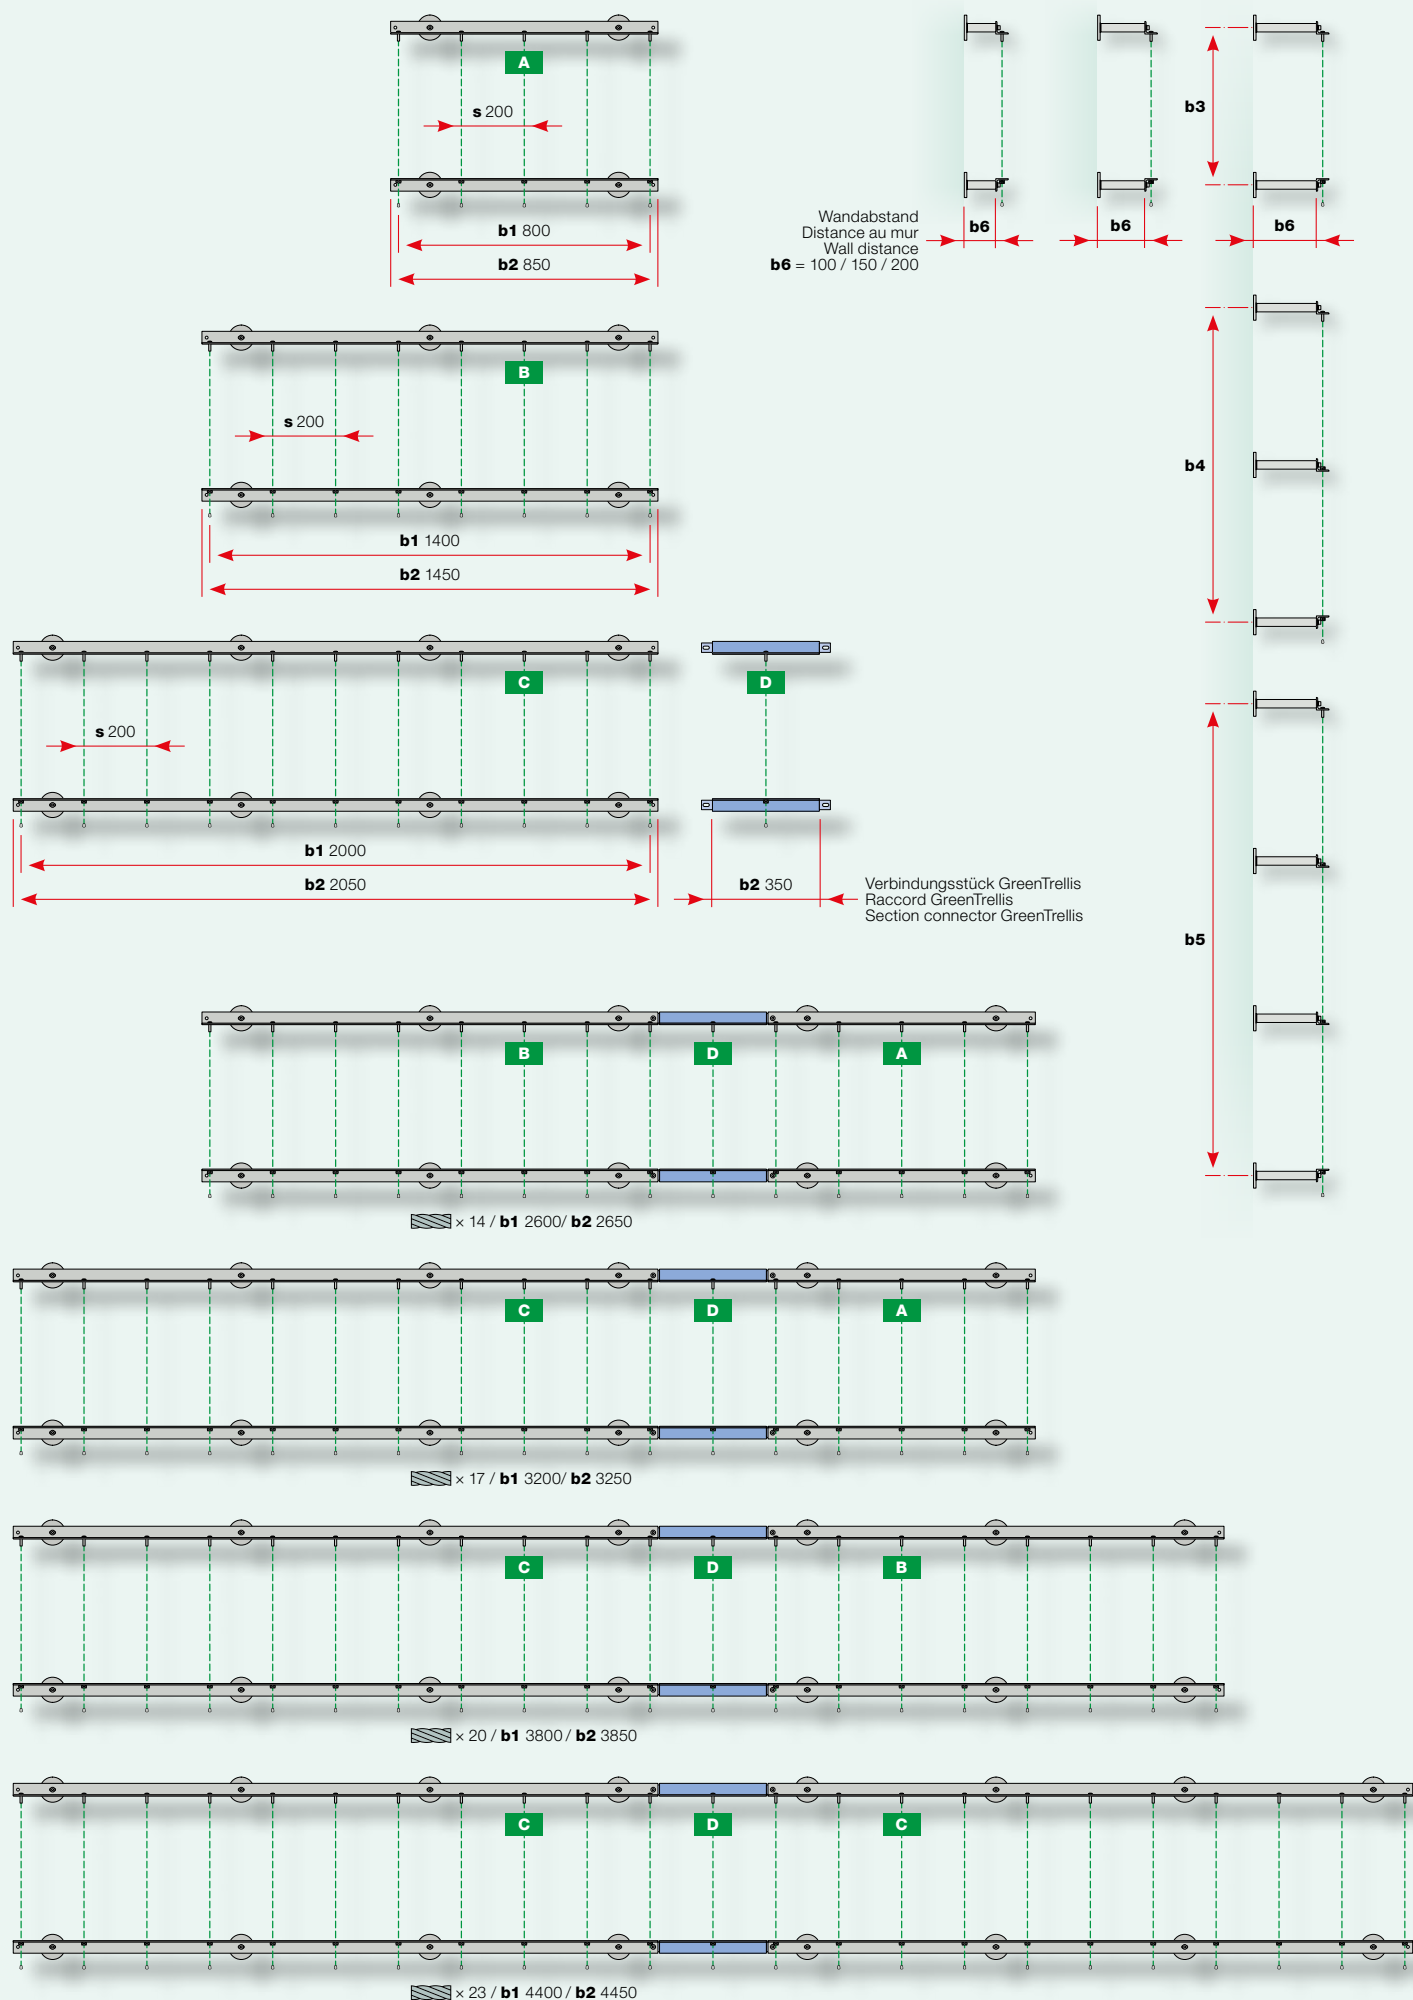 A
s 200
b1 800
b2 850
b3
Wandabstand
Distance au mur
Wall distance
b6 = 100 / 150 / 200
b6
b6
b6
B
s 200
b1 1400
b2 1450
b4
C
D
s 200
b1 2000
b2 2050
b2 350
Verbindungsstück GreenTrellis
Raccord GreenTrellis
Section connector GreenTrellis
b5
B
D
A
× 14 / b1 2600/ b2 2650
C
D
A
× 17 / b1 3200/ b2 3250
C
D
B
× 20 / b1 3800 / b2 3850
C
D
C
× 23 / b1 4400 / b2 4450